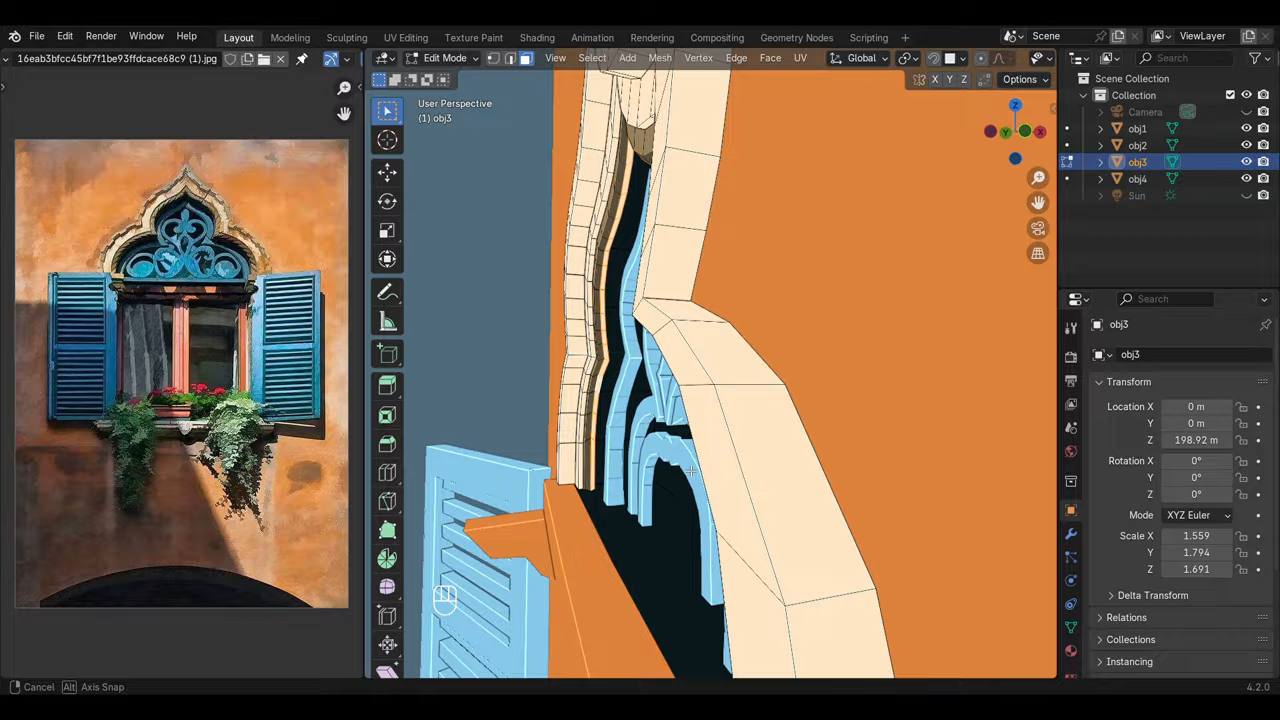 File Edit Render Window Help Layout Modeling Sculpting UV Editing Texture Paint Shading Animation Rendering Compositing Geometry Nodes Scripting + Scene ViewLayer
16eab3bfcc45bf7f1be93ffdcace68c9 (1).jpg
Edit Mode View Select Add Mesh Vertex Edge Face UV Global
Search
X Y Z Options
User Perspective
(1) obj3
Z
Y
X
Scene Collection
Collection
Camera
obj1
obj2
obj3
obj4
Sun
Search
obj3
obj3
Transform
Location X 0 m
Y 0 m
Z 198.92 m
Rotation X 0°
Y 0°
Z 0°
Mode XYZ Euler
Scale X 1.559
Y 1.794
Z 1.691
Delta Transform
Relations
Collections
Instancing
Cancel Alt Axis Snap
4.2.0